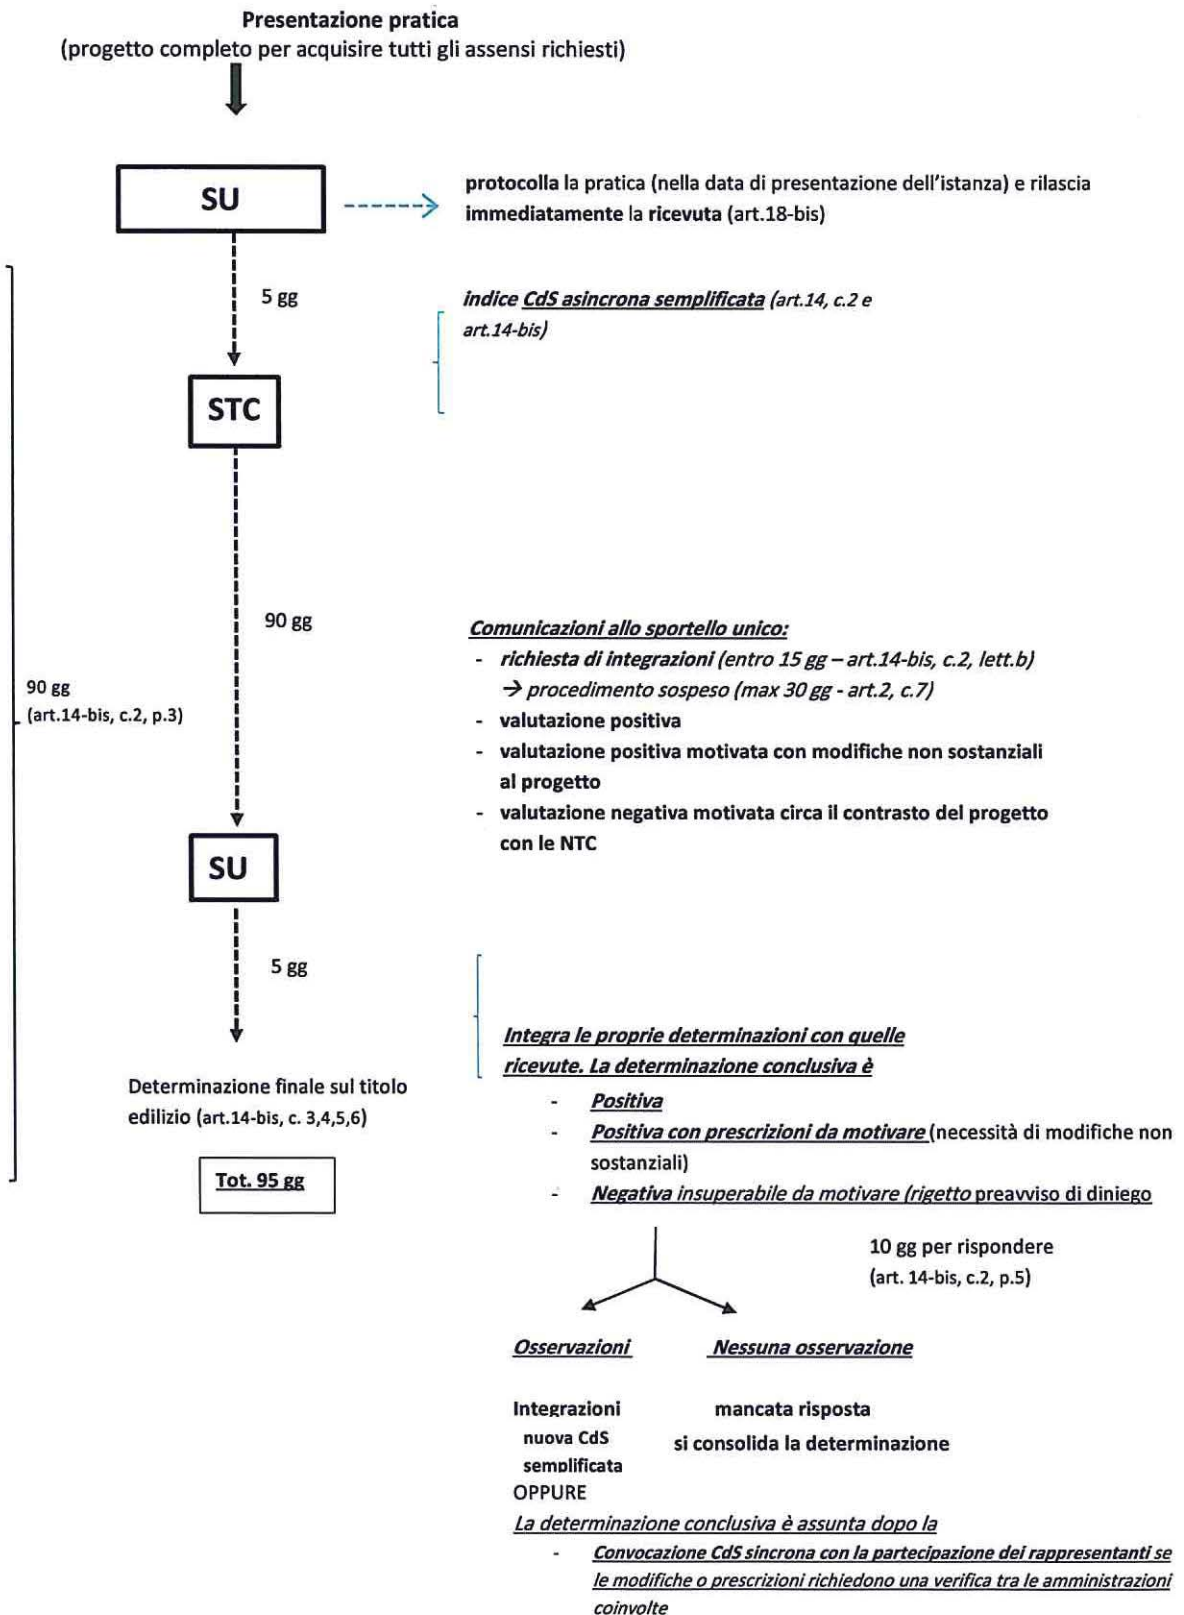 Presentazione pratica
(progetto completo per acquisire tutti gli assensi richiesti)
SU
protocolla la pratica (nella data di presentazione dell'istanza) e rilascia
immediatamente la ricevuta (art.18-bis)
5 gg
indice CdS asincrona semplificata (art.14, c.2 e
art.14-bis)
STC
90 gg
Comunicazioni allo sportello unico:
- richiesta di integrazioni (entro 15 gg – art.14-bis, c.2, lett.b)
→ procedimento sospeso (max 30 gg - art.2, c.7)
- valutazione positiva
- valutazione positiva motivata con modifiche non sostanziali
al progetto
- valutazione negativa motivata circa il contrasto del progetto
con le NTC
90 gg
(art.14-bis, c.2, p.3)
SU
5 gg
Integra le proprie determinazioni con quelle
ricevute. La determinazione conclusiva è
- Positiva
- Positiva con prescrizioni da motivare (necessità di modifiche non
sostanziali)
- Negativa insuperabile da motivare (rigetto preavviso di diniego
Determinazione finale sul titolo
edilizio (art.14-bis, c. 3,4,5,6)
Tot. 95 gg
10 gg per rispondere
(art. 14-bis, c.2, p.5)
Osservazioni
Nessuna osservazione
Integrazioni
nuova CdS
semplificata
mancata risposta
si consolida la determinazione
OPPURE
La determinazione conclusiva è assunta dopo la
- Convocazione CdS sincrona con la partecipazione dei rappresentanti se
le modifiche o prescrizioni richiedono una verifica tra le amministrazioni
coinvolte